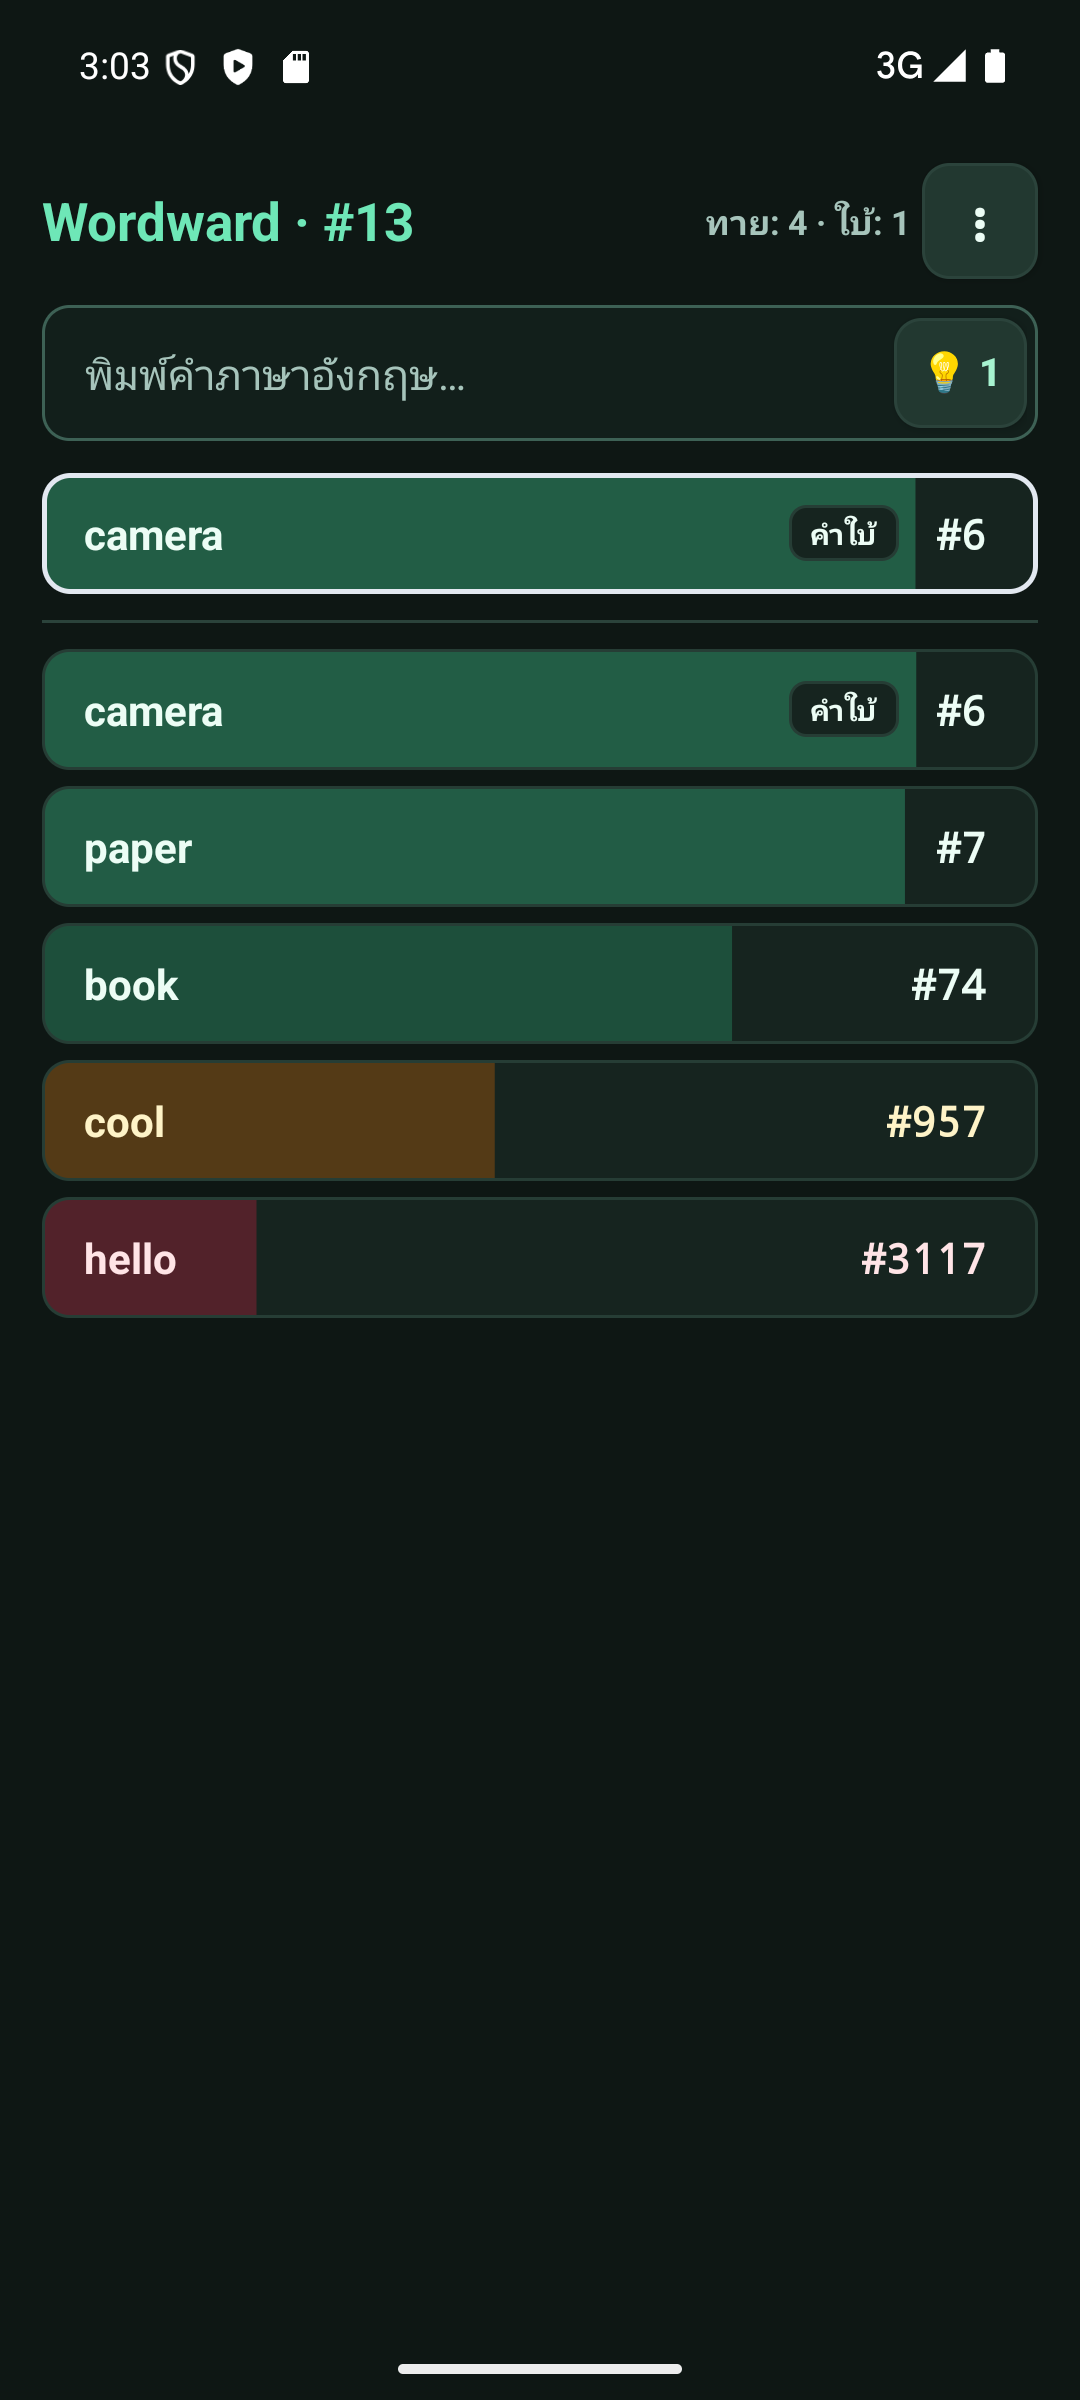 3:03 3G
Wordward · #13 ทาย: 4 · ใบ้: 1
พิมพ์คำภาษาอังกฤษ... 1
camera คำใบ้ #6
camera คำใบ้ #6
paper #7
book #74
cool #957
hello #3117